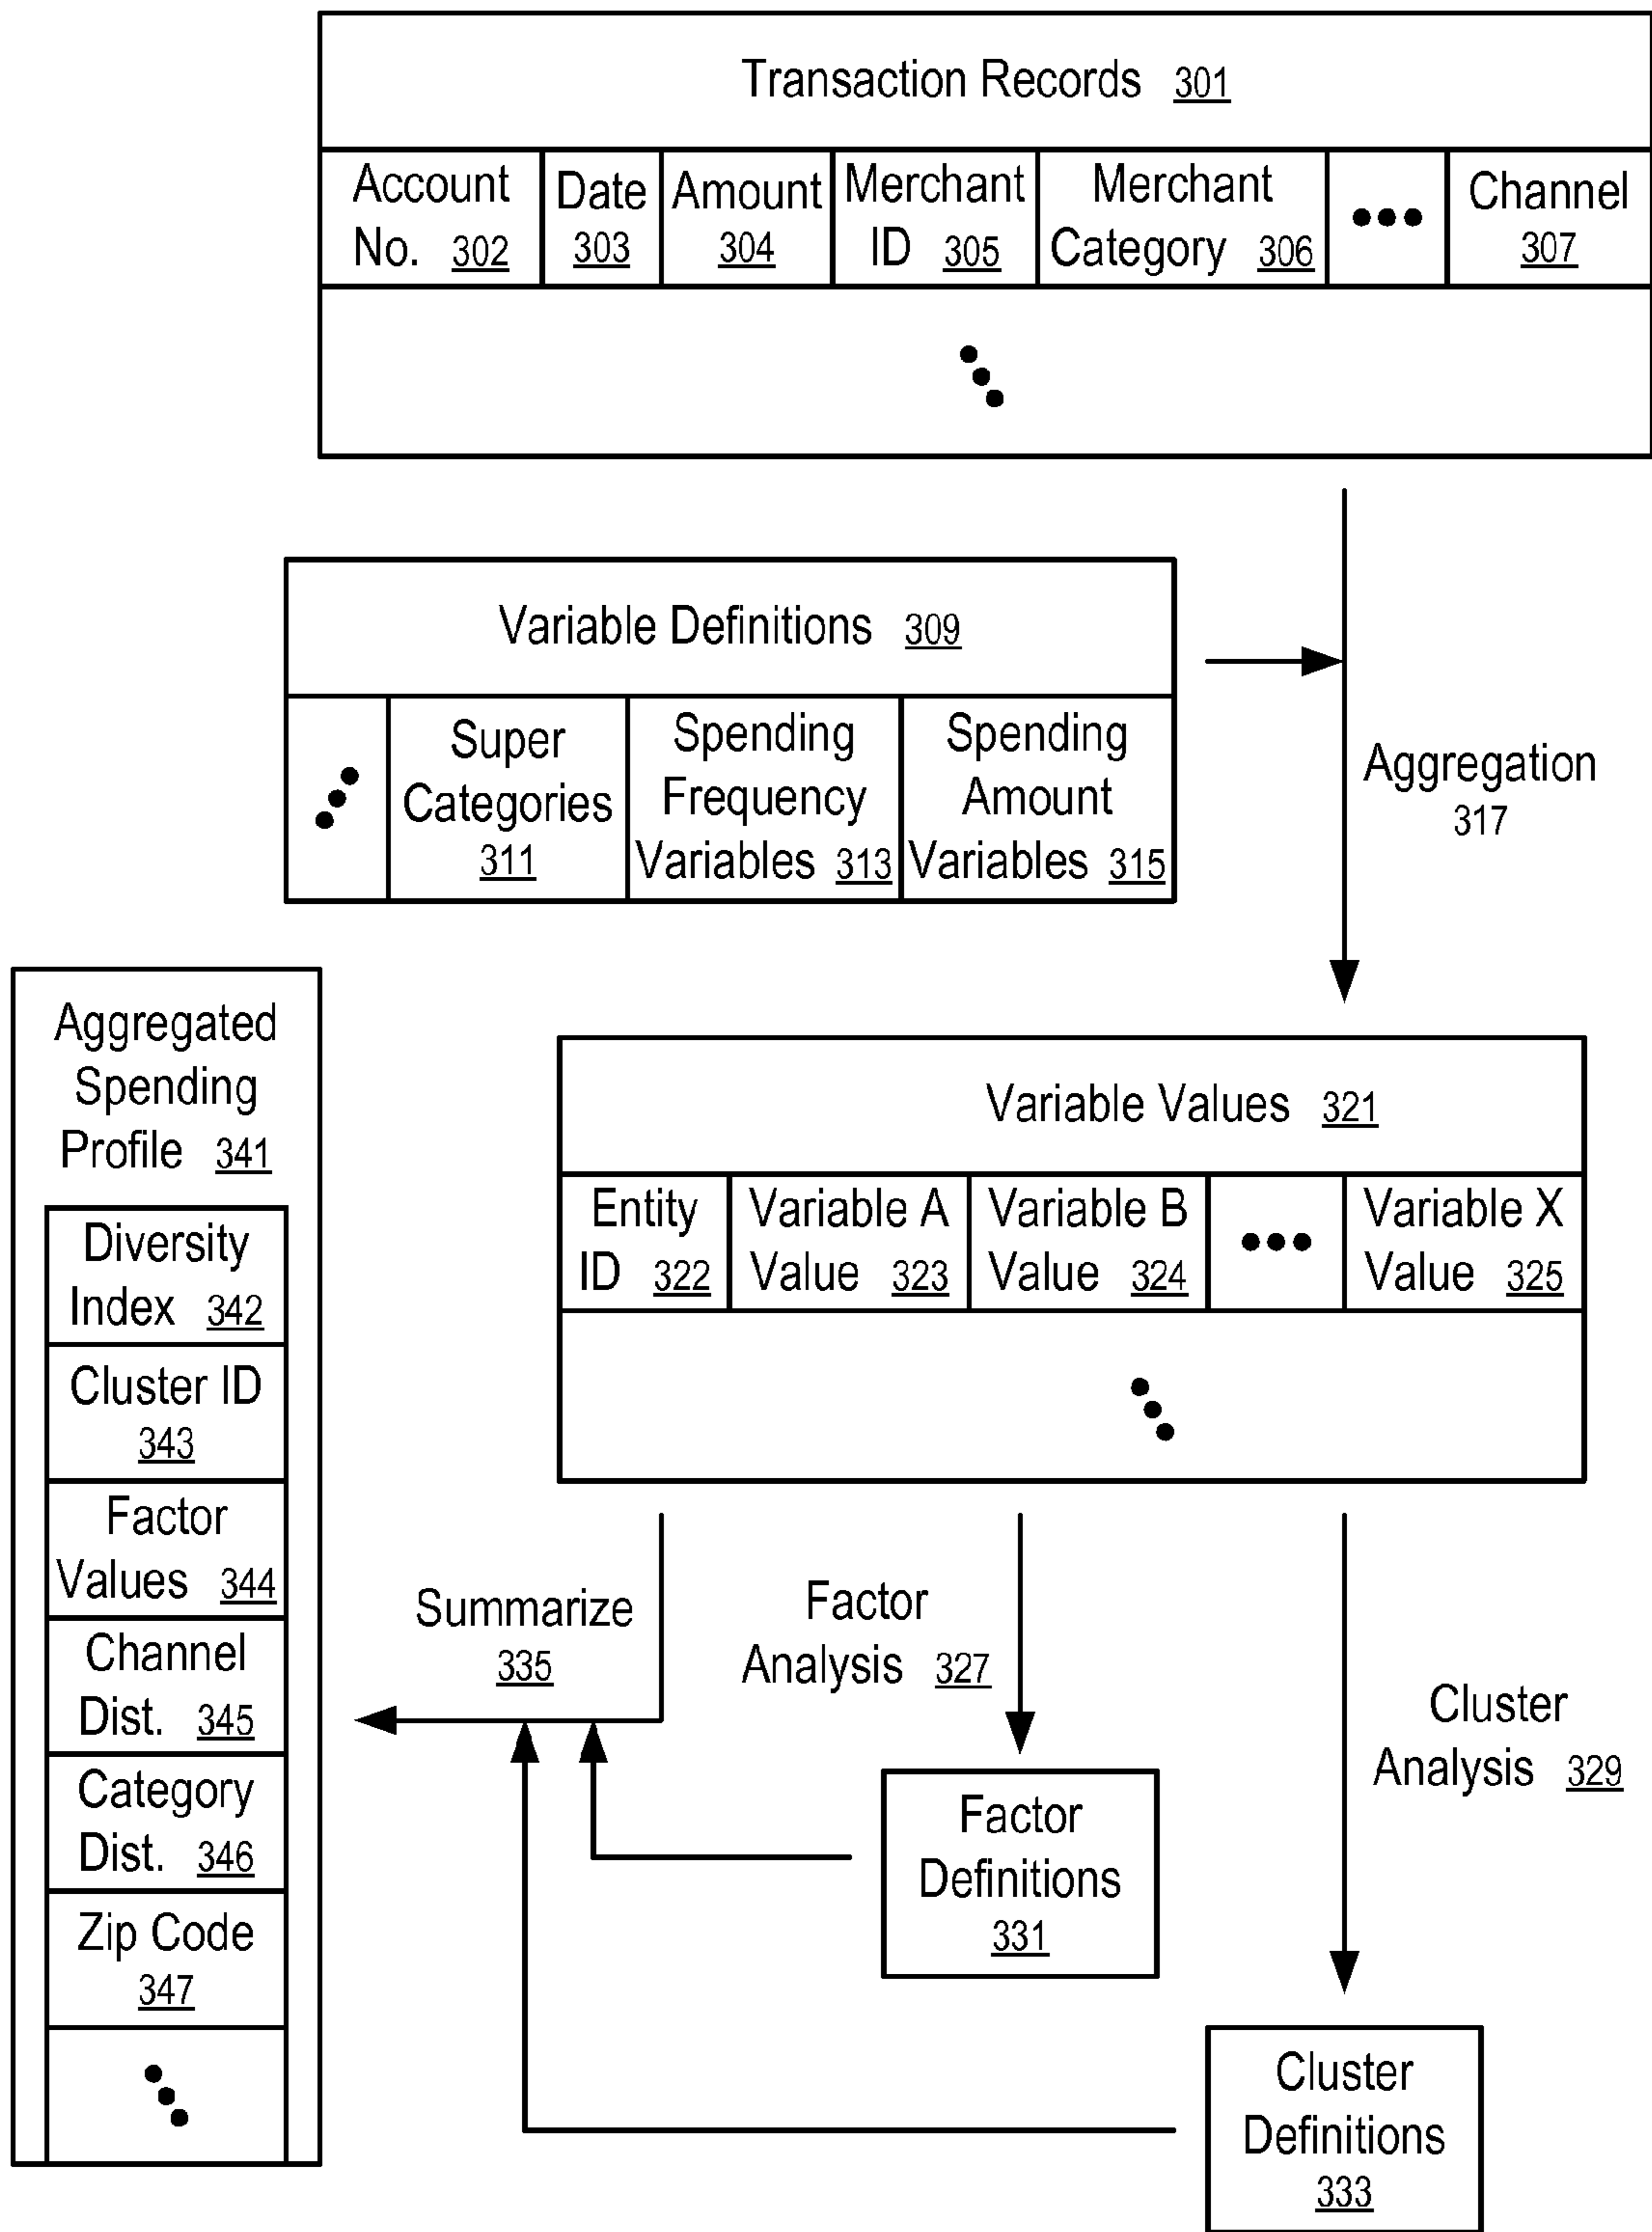 Transaction Records 301
Account
No. 302
Date
303
Amount
304
Merchant
ID 305
Merchant
Category 306
Channel
307
Variable Definitions 309
Super
Categories
311
Spending
Frequency
Variables 313
Spending
Amount
Variables 315
Aggregation
317
Aggregated
Spending
Profile 341
Diversity
Index 342
Cluster ID
343
Factor
Values 344
Channel
Dist. 345
Category
Dist. 346
Zip Code
347
Variable Values 321
Entity
ID 322
Variable A
Value 323
Variable B
Value 324
Variable X
Value 325
Summarize
335
Factor
Analysis 327
Cluster
Analysis 329
Factor
Definitions
331
Cluster
Definitions
333